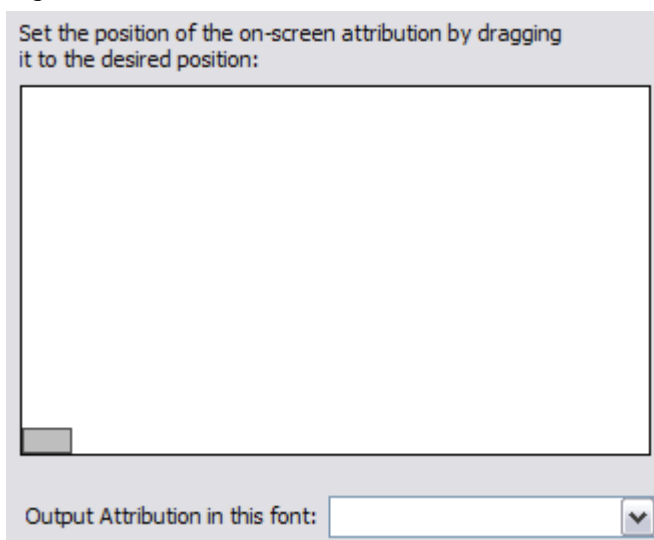 Set the position of the on-screen attribution by dragging
it to the desired position:
Output Attribution in this font: